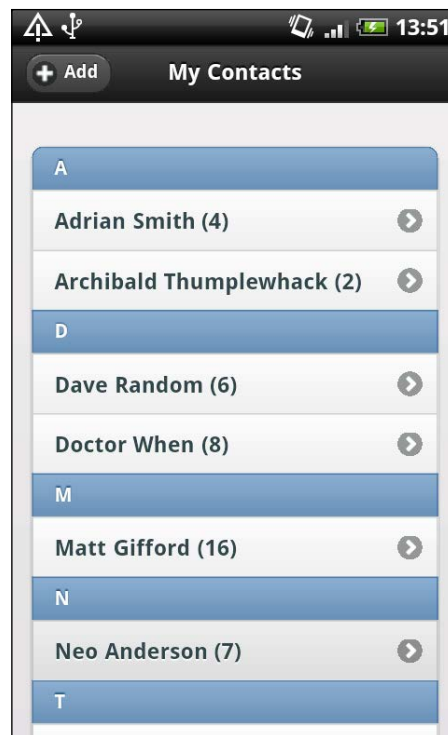 13:51
Add
My Contacts
A
Adrian Smith (4)
Archibald Thumplewhack (2)
D
Dave Random (6)
Doctor When (8)
M
Matt Gifford (16)
N
Neo Anderson (7)
T